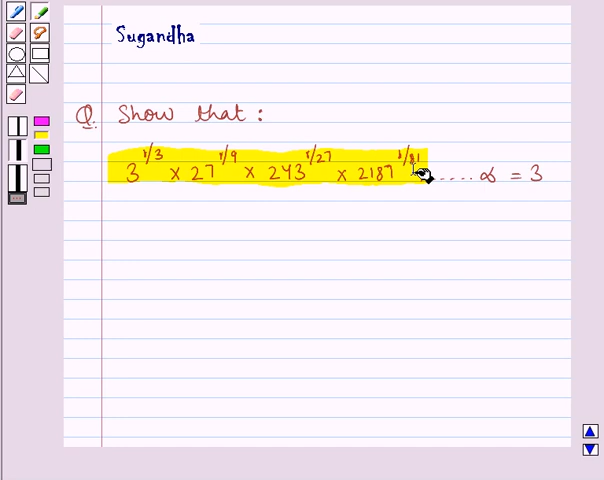 Sugandha
Q. Show that :
3^1/3 x 27^1/9 x 243^1/27 x 2187^1/81 ..... ∝ = 3